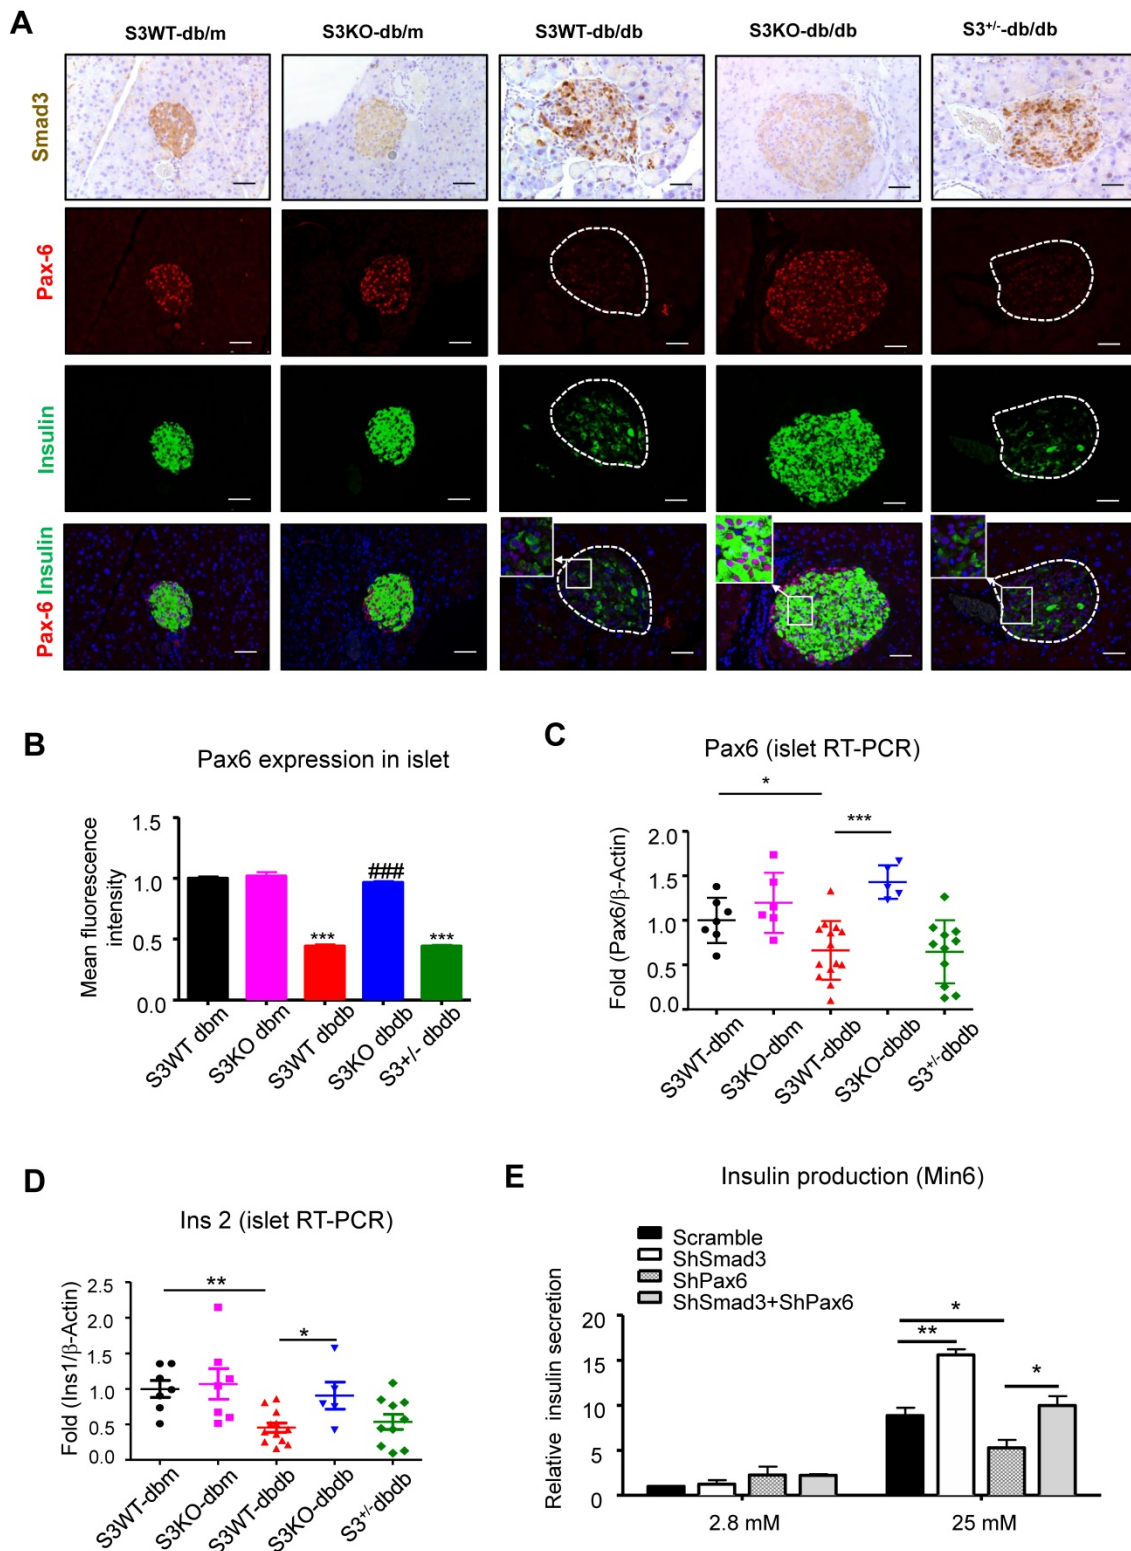 A
S3WT-db/m
S3KO-db/m
S3WT-db/db
S3KO-db/db
S3+/--db/db
Smad3
Pax-6
Insulin
Pax-6 Insulin
B
Pax6 expression in islet
Mean fluorescence
intensity
1.5
1.0
0.5
0.0
***
###
***
S3WT dbm
S3KO dbm
S3WT dbdb
S3KO dbdb
S3+/- dbdb
C
Pax6 (islet RT-PCR)
Fold (Pax6/β-Actin)
2.0
1.5
1.0
0.5
0.0
*
***
S3WT-dbm
S3KO-dbm
S3WT-dbdb
S3KO-dbdb
S3+/-dbdb
D
Ins 2 (islet RT-PCR)
Fold (Ins1/β-Actin)
2.5
2.0
1.5
1.0
0.5
0.0
**
*
S3WT-dbm
S3KO-dbm
S3WT-dbdb
S3KO-dbdb
S3+/-dbdb
E
Insulin production (Min6)
Scramble
ShSmad3
ShPax6
ShSmad3+ShPax6
Relative insulin secretion
20
15
10
5
0
*
**
*
2.8 mM
25 mM